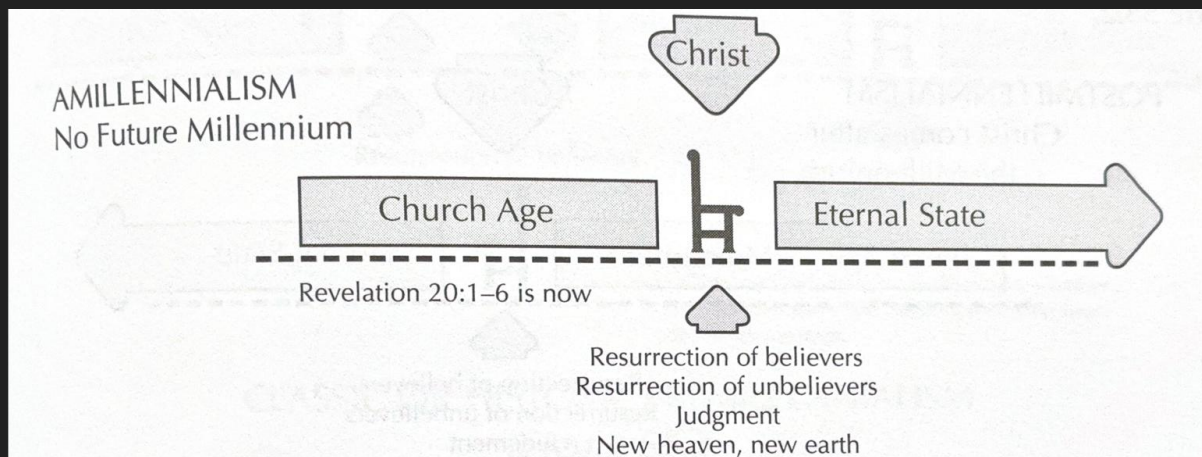 Christ
AMILLENNIALISM
No Future Millennium
Church Age
Eternal State
Revelation 20:1–6 is now
Resurrection of believers
Resurrection of unbelievers
Judgment
New heaven, new earth